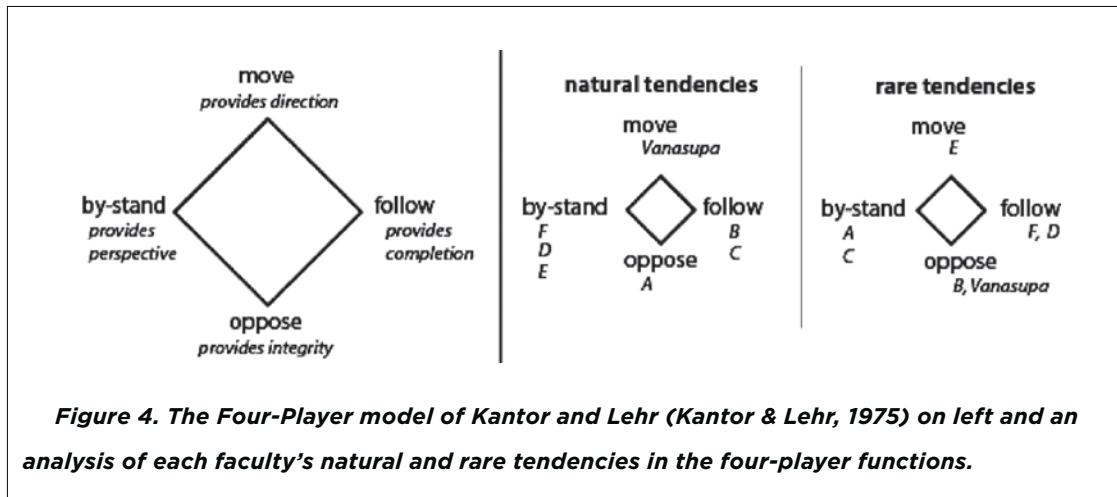 move
provides direction
by-stand
provides
perspective
follow
provides
completion
oppose
provides integrity
natural tendencies
move
Vanasupa
by-stand
F
D
E
follow
B
C
oppose
A
rare tendencies
move
E
by-stand
A
C
follow
F, D
oppose
B, Vanasupa
Figure 4. The Four-Player model of Kantor and Lehr (Kantor & Lehr, 1975) on left and an
analysis of each faculty's natural and rare tendencies in the four-player functions.